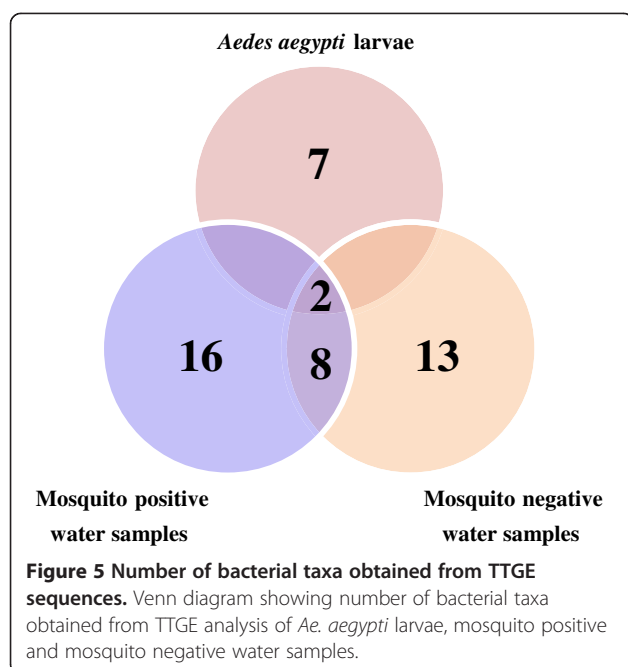 Aedes aegypti larvae
7
2
16
8
13
Mosquito positive
water samples
Mosquito negative
water samples
Figure 5 Number of bacterial taxa obtained from TTGE
sequences. Venn diagram showing number of bacterial taxa
obtained from TTGE analysis of Ae. aegypti larvae, mosquito positive
and mosquito negative water samples.